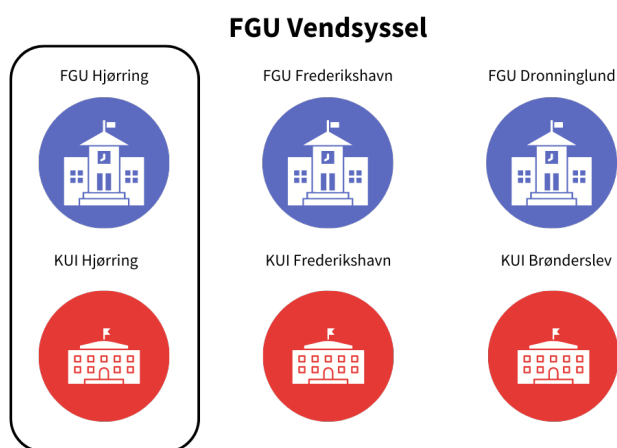 FGU Vendsyssel
FGU Hjørring
FGU Frederikshavn
FGU Dronninglund
KUI Hjørring
KUI Frederikshavn
KUI Brønderslev